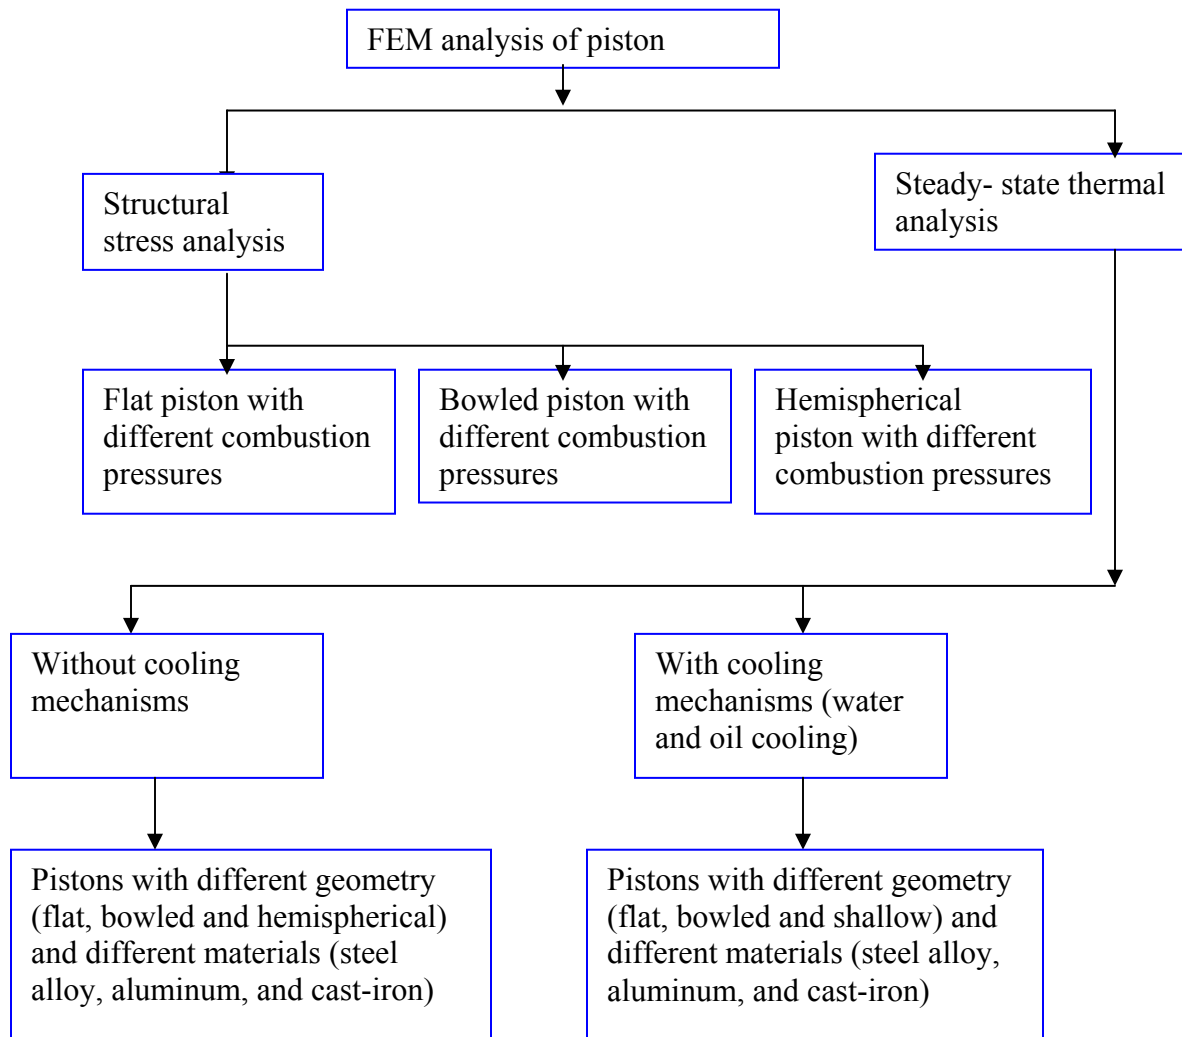 FEM analysis of piston
Structural
stress analysis
Steady- state thermal
analysis
Flat piston with
different combustion
pressures
Bowled piston with
different combustion
pressures
Hemispherical
piston with different
combustion pressures
Without cooling
mechanisms
With cooling
mechanisms (water
and oil cooling)
Pistons with different geometry
(flat, bowled and hemispherical)
and different materials (steel
alloy, aluminum, and cast-iron)
Pistons with different geometry
(flat, bowled and shallow) and
different materials (steel alloy,
aluminum, and cast-iron)